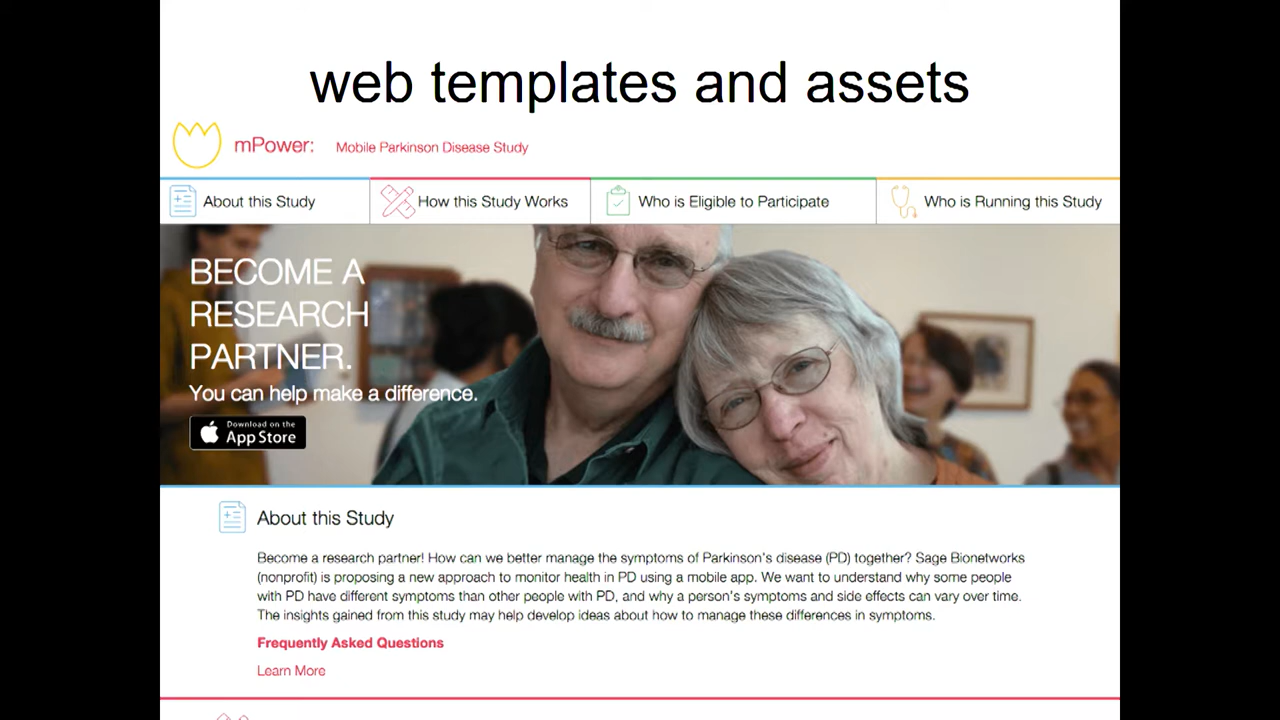 web templates and assets
mPower: Mobile Parkinson Disease Study
About this Study How this Study Works Who is Eligible to Participate Who is Running this Study
BECOME A
RESEARCH
PARTNER.
You can help make a difference.
Download on the
App Store
About this Study
Become a research partner! How can we better manage the symptoms of Parkinson's disease (PD) together? Sage Bionetworks
(nonprofit) is proposing a new approach to monitor health in PD using a mobile app. We want to understand why some people
with PD have different symptoms than other people with PD, and why a person's symptoms and side effects can vary over time.
The insights gained from this study may help develop ideas about how to manage these differences in symptoms.
Frequently Asked Questions
Learn More